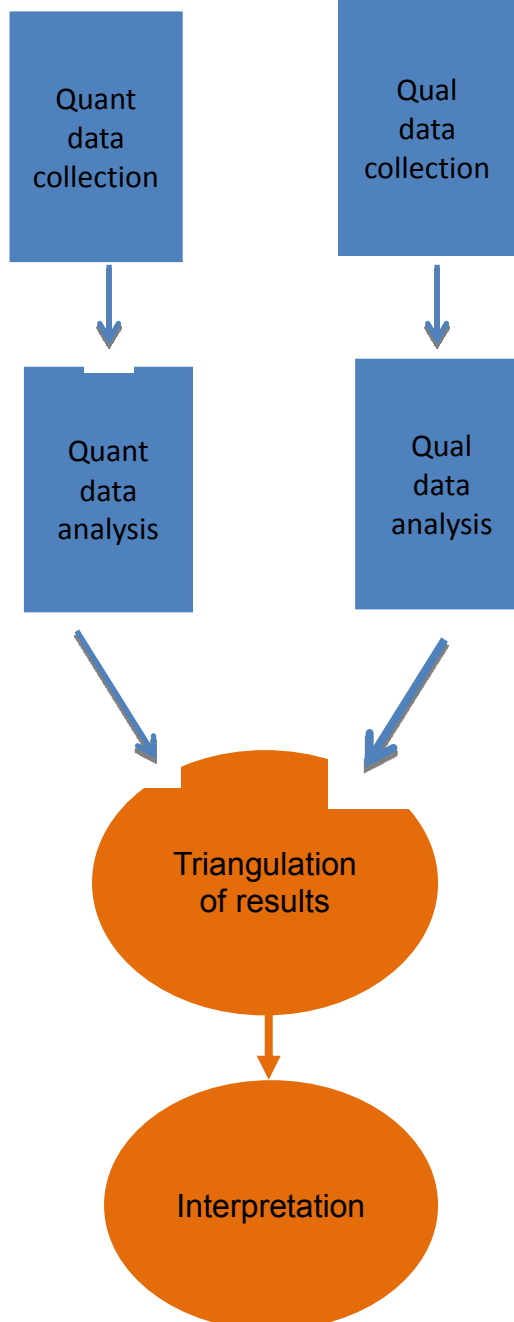 Quant
data
collection
Qual
data
collection
Quant
data
analysis
Qual
data
analysis
Triangulation
of results
Interpretation